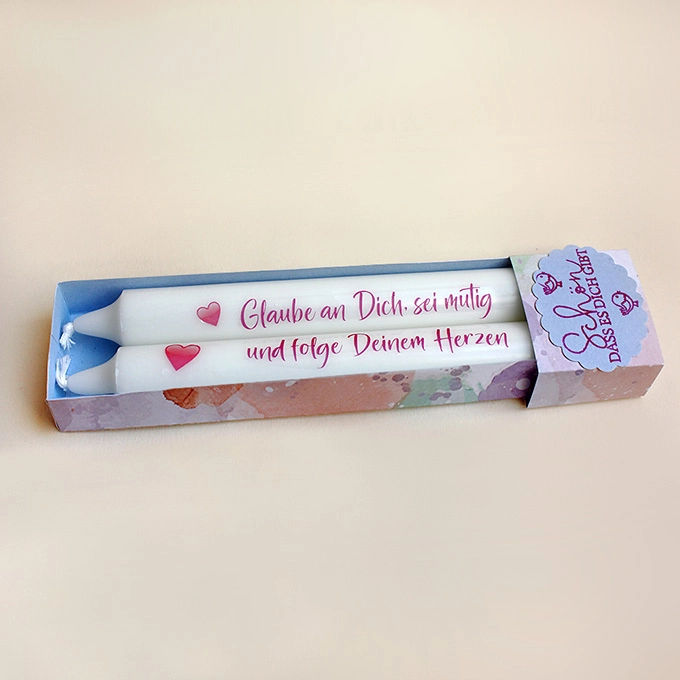 Glaube an Dich, sei mutig
und folge Deinem Herzen
Schön
DASS ES DICH GIBT